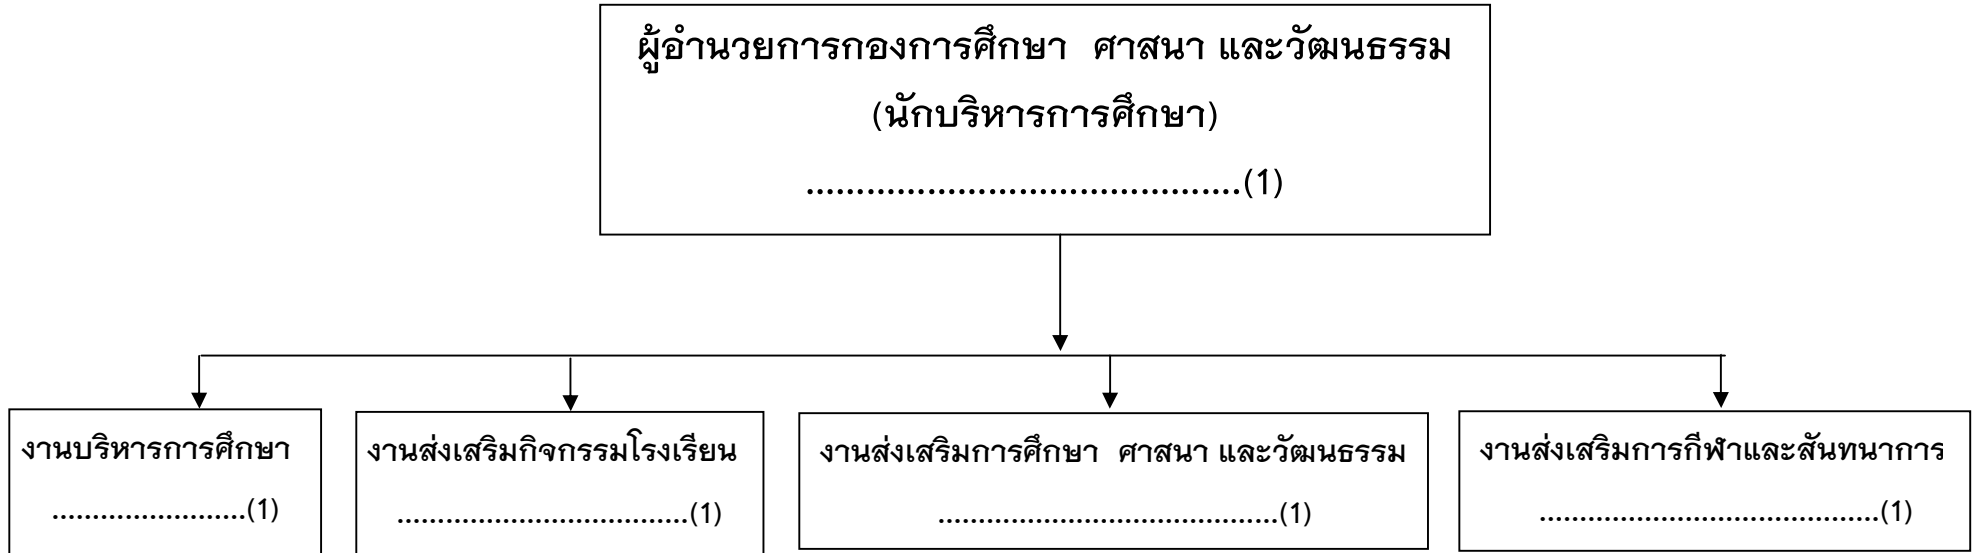 ผู้อำนวยการกองการศึกษา ศาสนา และวัฒนธรรม
(นักบริหารการศึกษา)
...........................................(1)
งานบริหารการศึกษา
........................(1)
งานส่งเสริมกิจกรรมโรงเรียน
....................................(1)
งานส่งเสริมการศึกษา ศาสนา และวัฒนธรรม
..........................................(1)
งานส่งเสริมการกีฬาและสันทนาการ
..........................................(1)